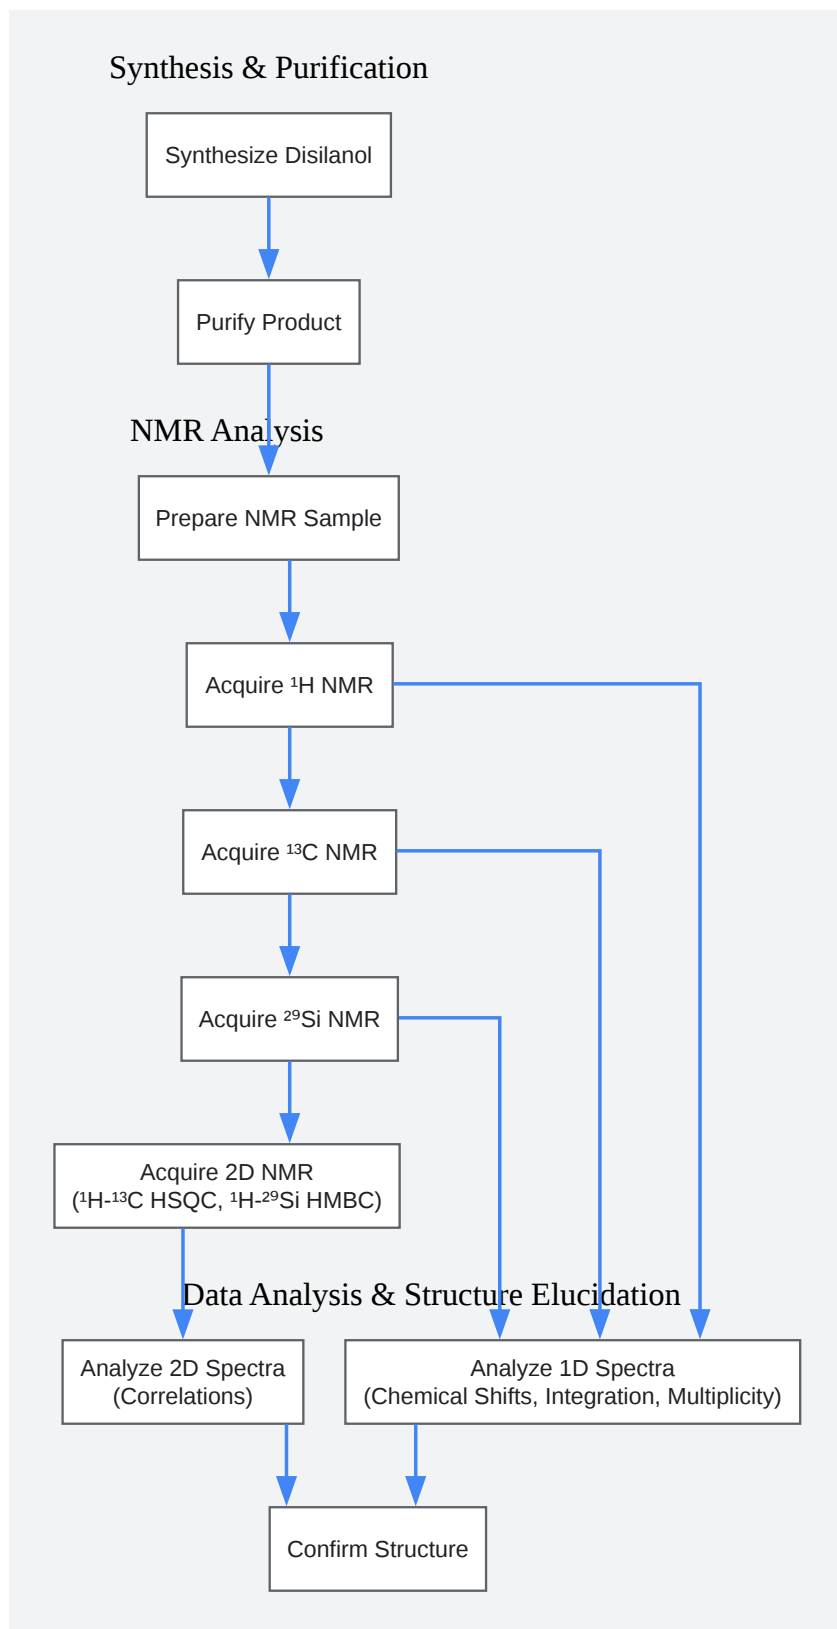 Synthesis & Purification
Synthesize Disilanol
Purify Product
NMR Analysis
Prepare NMR Sample
Acquire ¹H NMR
Acquire ¹³C NMR
Acquire ²⁹Si NMR
Acquire 2D NMR
(¹H-¹³C HSQC, ¹H-²⁹Si HMBC)
Data Analysis & Structure Elucidation
Analyze 2D Spectra
(Correlations)
Analyze 1D Spectra
(Chemical Shifts, Integration, Multiplicity)
Confirm Structure